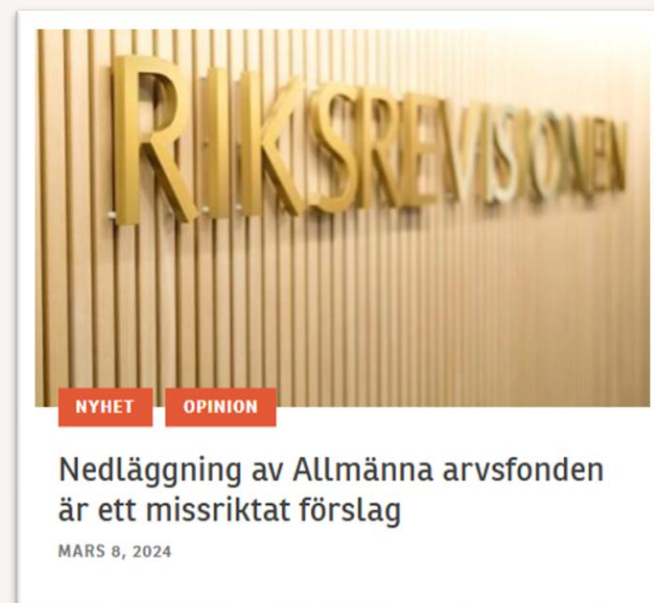 RIKSREVISIONEN
NYHET OPINION
Nedläggning av Allmänna arvsfonden
är ett missriktat förslag
MARS 8, 2024